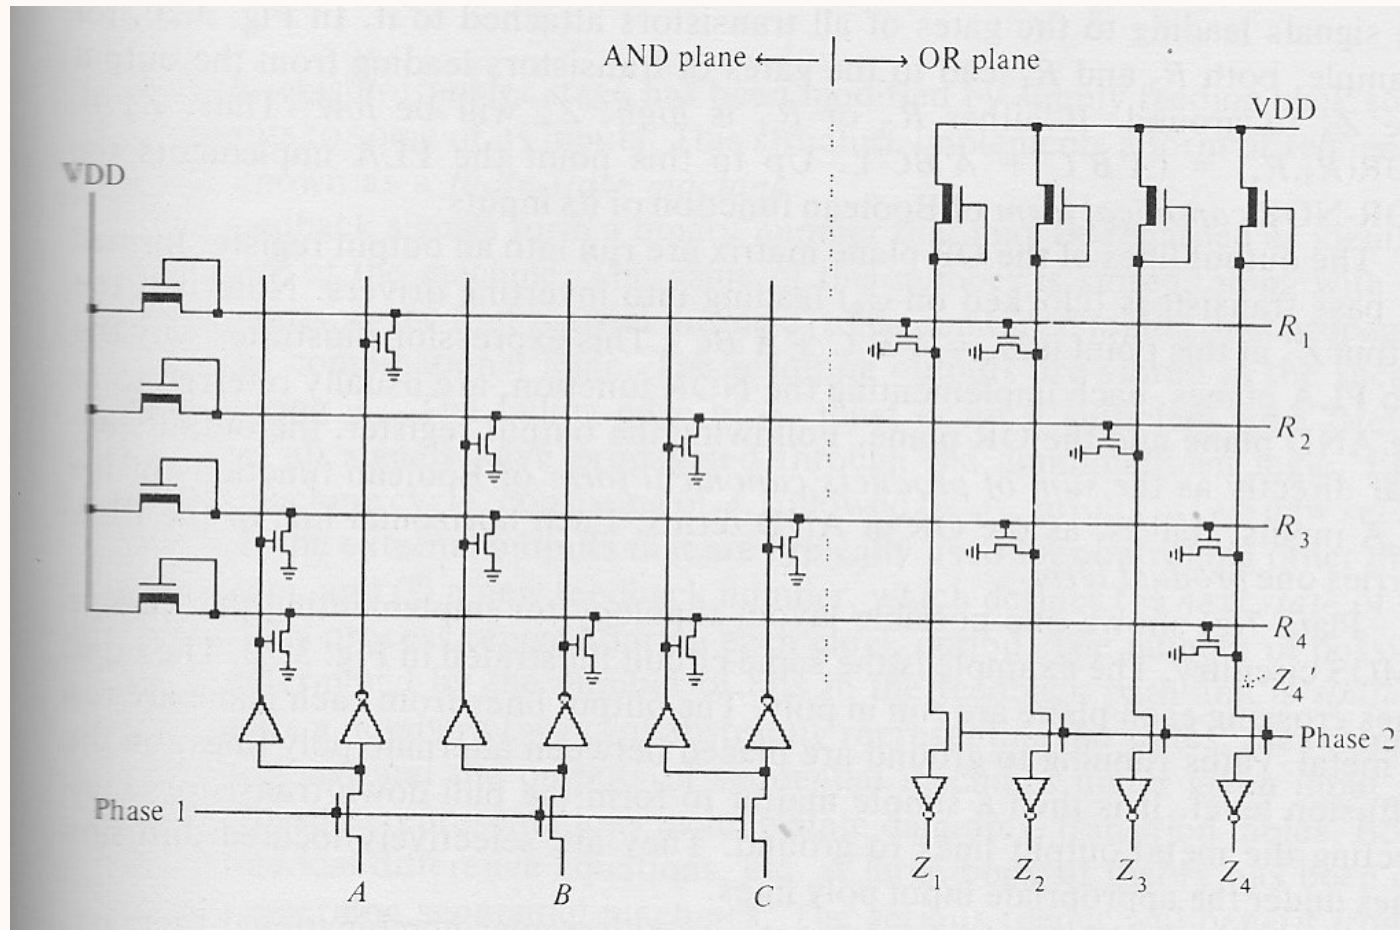 AND plane ← | → OR plane
VDD
VDD
R1
R2
R3
R4
Z4
Phase 2
Phase 1
A B C
Z1 Z2 Z3 Z4